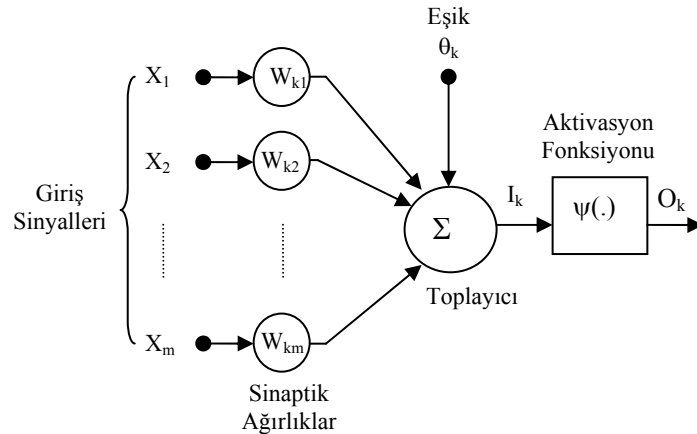 Eşik
θk
X1
Wk1
X2
Wk2
Aktivasyon
Fonksiyonu
Giriş
Sinyalleri
Σ
Ik
ψ(.)
Ok
Toplayıcı
Xm
Wkm
Sinaptik
Ağırlıklar